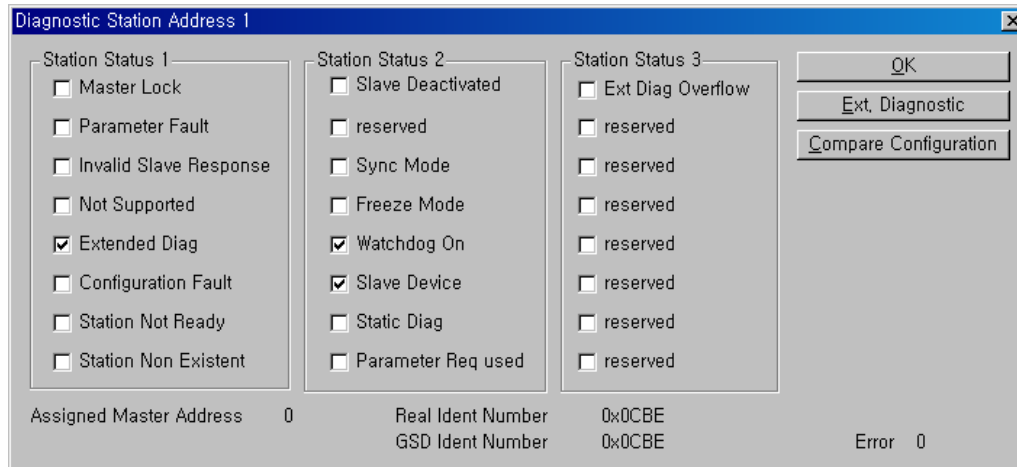 Diagnostic Station Address 1
Station Status 1
Master Lock
Parameter Fault
Invalid Slave Response
Not Supported
Extended Diag
Configuration Fault
Station Not Ready
Station Non Existent
Station Status 2
Slave Deactivated
reserved
Sync Mode
Freeze Mode
Watchdog On
Slave Device
Static Diag
Parameter Req used
Station Status 3
Ext Diag Overflow
reserved
reserved
reserved
reserved
reserved
reserved
reserved
OK
Ext, Diagnostic
Compare Configuration
Assigned Master Address 0
Real Ident Number 0x0CBE
GSD Ident Number 0x0CBE
Error 0